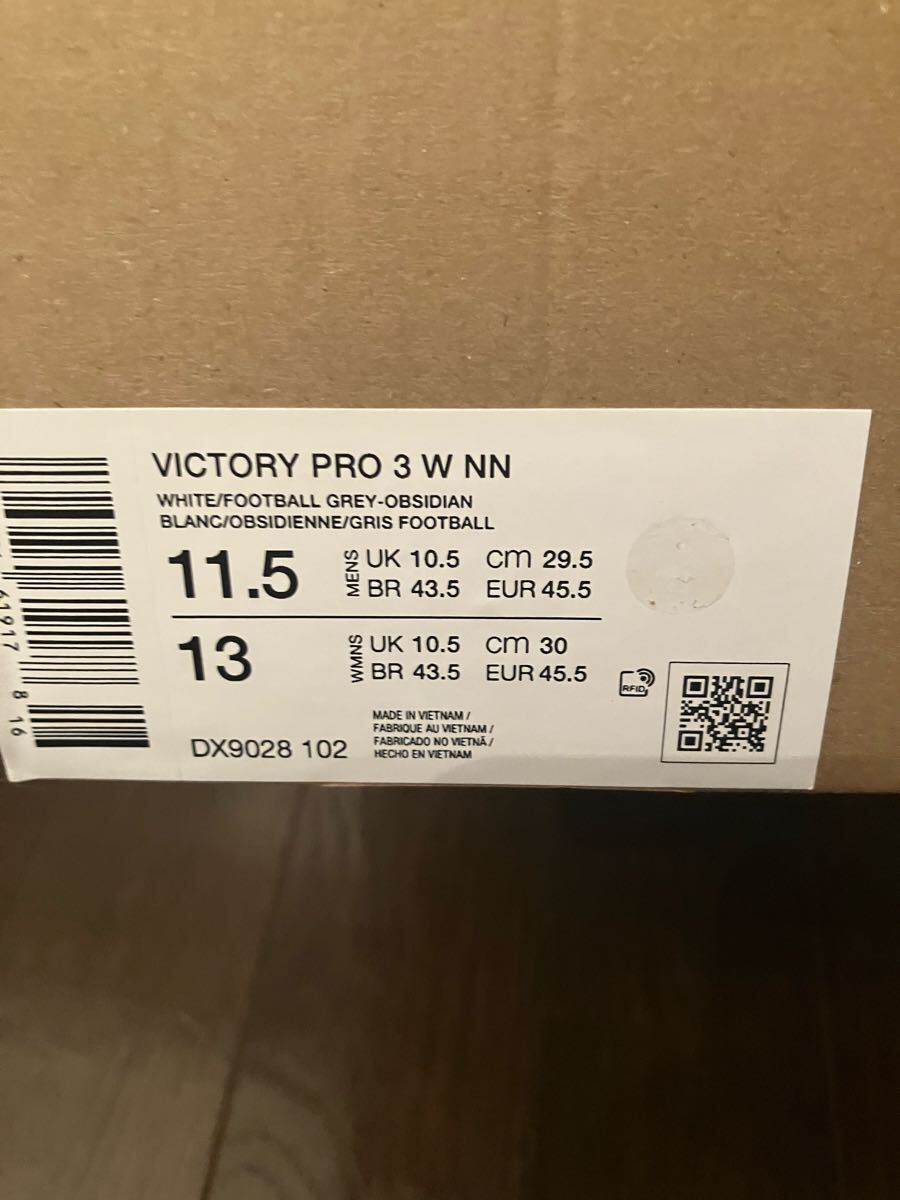 VICTORY PRO 3 W NN
WHITE/FOOTBALL GREY-OBSIDIAN
BLANC/OBSIDIENNE/GRIS FOOTBALL
11.5
MENS
UK 10.5 cm 29.5
BR 43.5 EUR 45.5
13
WMNS
UK 10.5 cm 30
BR 43.5 EUR 45.5
RFID
DX9028 102
MADE IN VIETNAM /
FABRIQUE AU VIETNAM /
FABRICADO NO VIETNÃ /
HECHO EN VIETNAM
61917 816